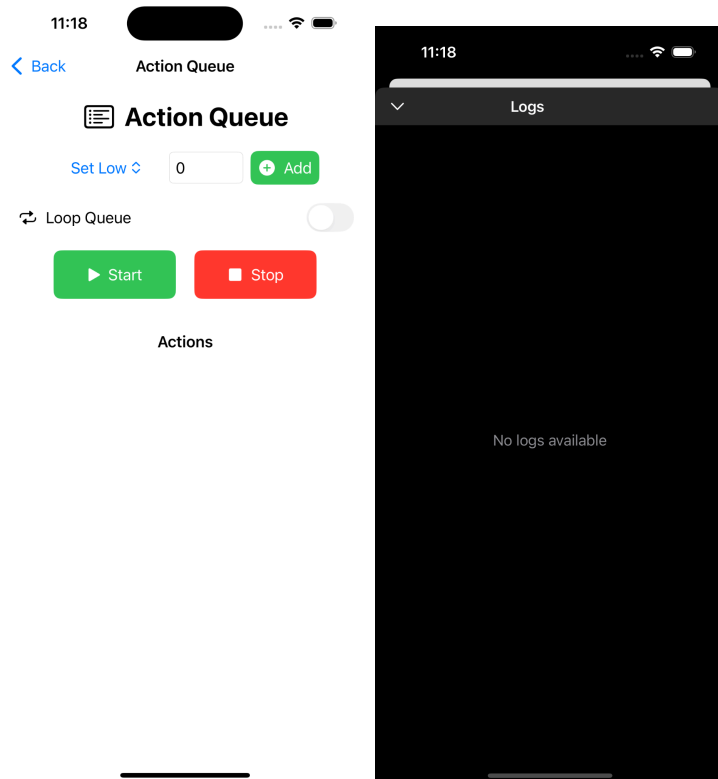 11:18
Back
Action Queue
Action Queue
Set Low
0
Add
Loop Queue
Start
Stop
Actions
11:18
Logs
No logs available